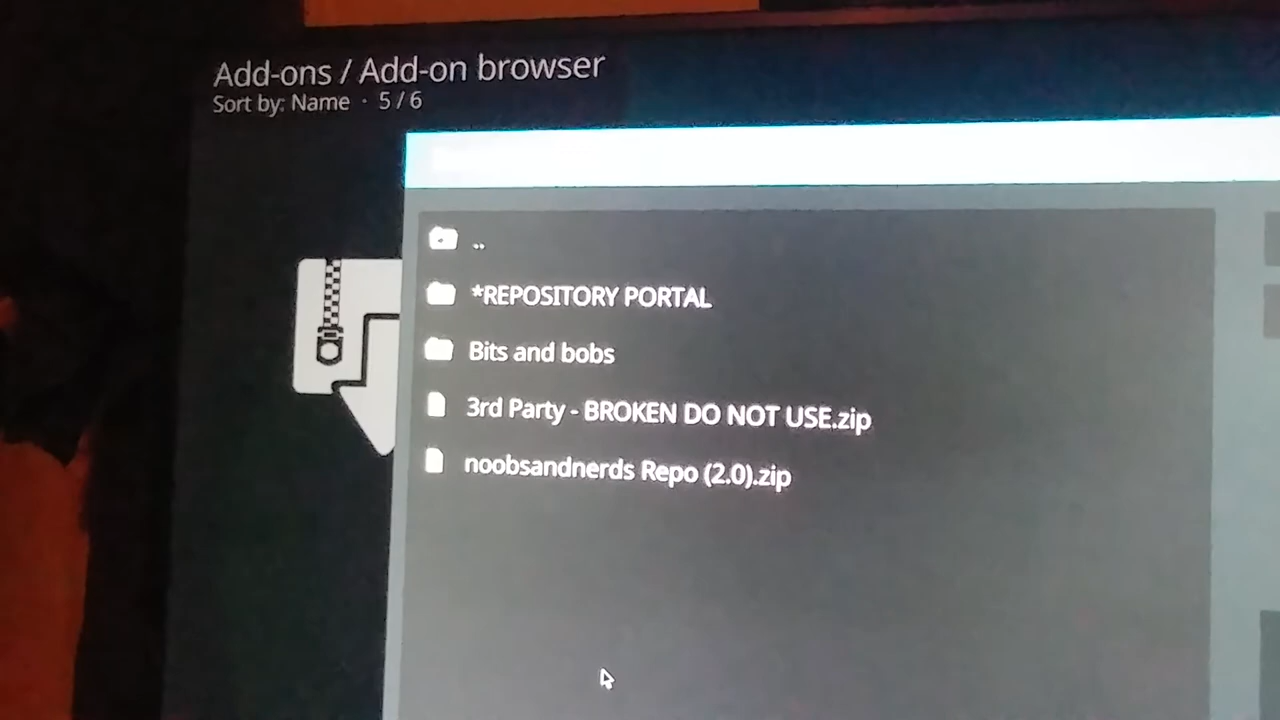 Add-ons / Add-on browser
Sort by: Name · 5 / 6
..
*REPOSITORY PORTAL
Bits and bobs
3rd Party - BROKEN DO NOT USE.zip
noobsandnerds Repo (2.0).zip